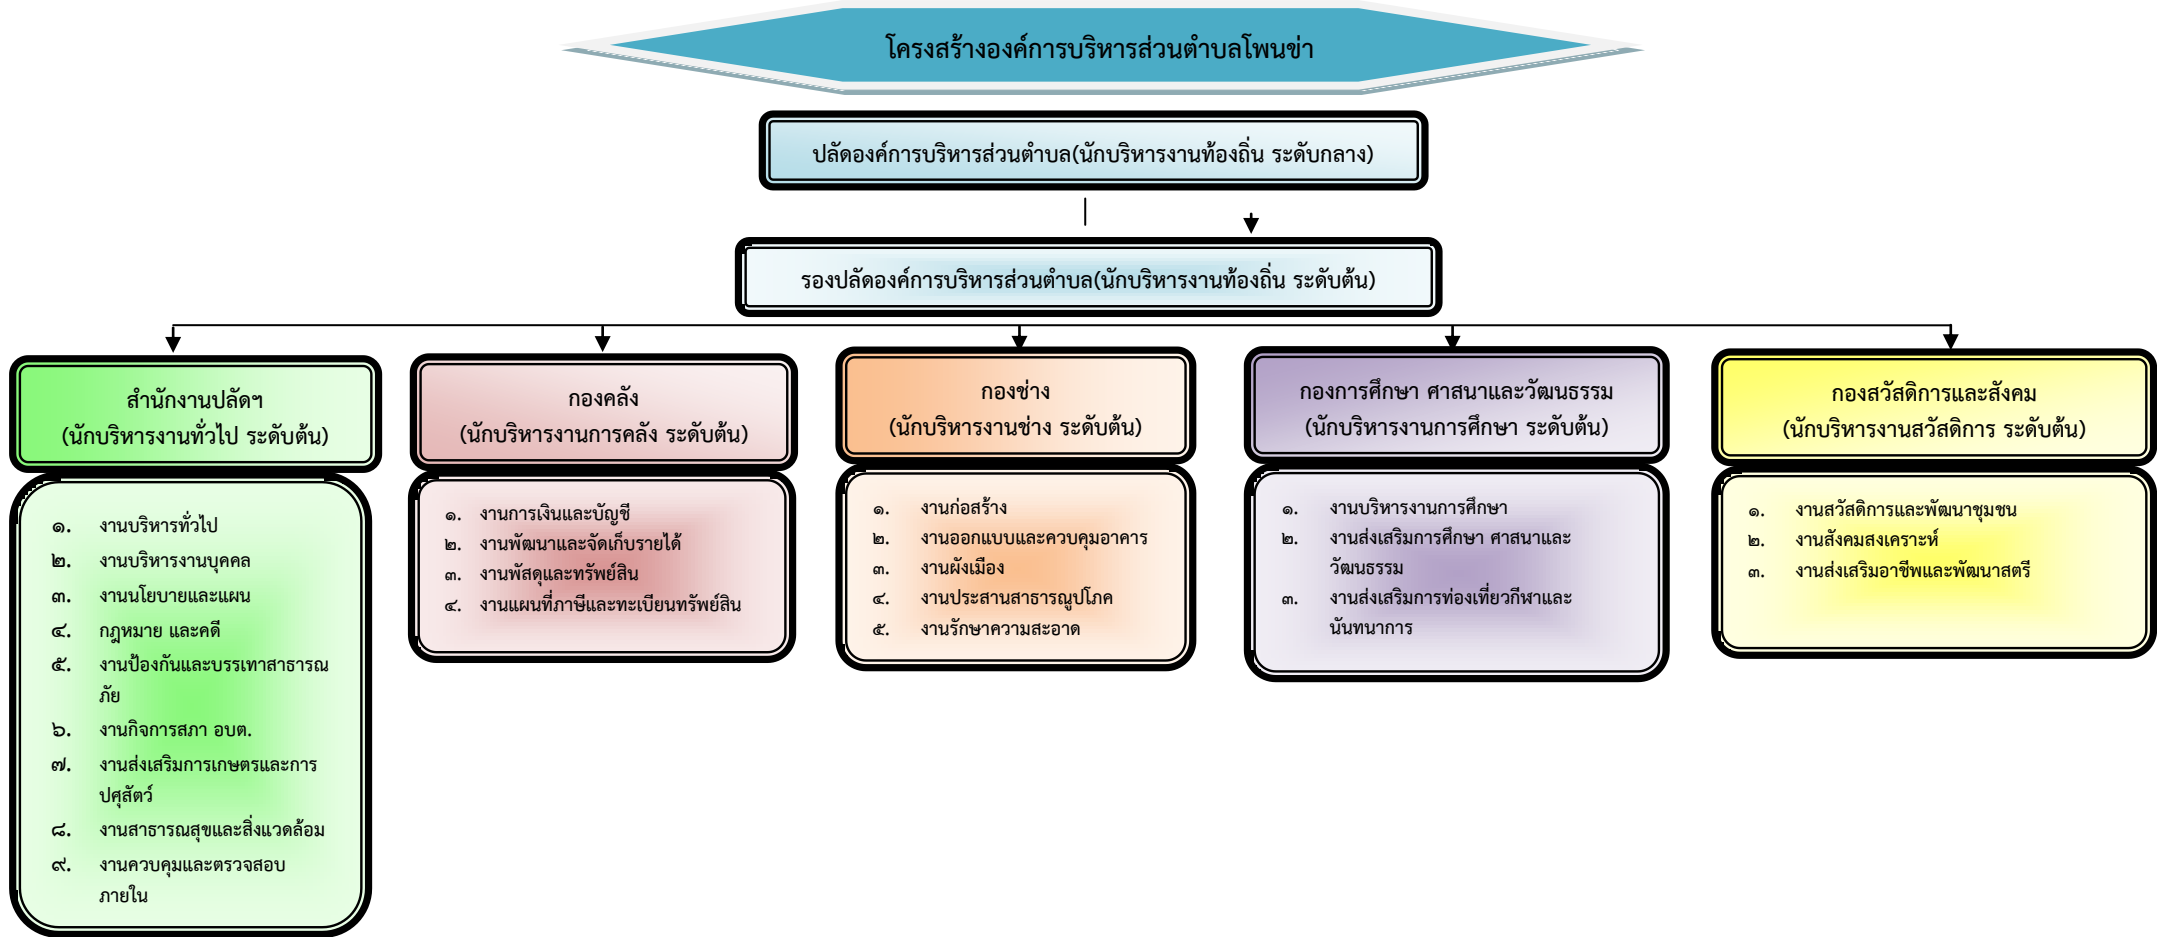 โครงสร้างองค์การบริหารส่วนตำบลโพนข่า
ปลัดองค์การบริหารส่วนตำบล(นักบริหารงานท้องถิ่น ระดับกลาง)
รองปลัดองค์การบริหารส่วนตำบล(นักบริหารงานท้องถิ่น ระดับต้น)
สำนักงานปลัดฯ
(นักบริหารงานทั่วไป ระดับต้น)
๑. งานบริหารทั่วไป
๒. งานบริหารงานบุคคล
๓. งานนโยบายและแผน
๔. กฎหมาย และคดี
๕. งานป้องกันและบรรเทาสาธารณ
ภัย
๖. งานกิจการสภา อบต.
๗. งานส่งเสริมการเกษตรและการ
ปศุสัตว์
๘. งานสาธารณสุขและสิ่งแวดล้อม
๙. งานควบคุมและตรวจสอบ
ภายใน
กองคลัง
(นักบริหารงานการคลัง ระดับต้น)
๑. งานการเงินและบัญชี
๒. งานพัฒนาและจัดเก็บรายได้
๓. งานพัสดุและทรัพย์สิน
๔. งานแผนที่ภาษีและทะเบียนทรัพย์สิน
กองช่าง
(นักบริหารงานช่าง ระดับต้น)
๑. งานก่อสร้าง
๒. งานออกแบบและควบคุมอาคาร
๓. งานผังเมือง
๔. งานประสานสาธารณูปโภค
๕. งานรักษาความสะอาด
กองการศึกษา ศาสนาและวัฒนธรรม
(นักบริหารงานการศึกษา ระดับต้น)
๑. งานบริหารงานการศึกษา
๒. งานส่งเสริมการศึกษา ศาสนาและ
วัฒนธรรม
๓. งานส่งเสริมการท่องเที่ยวกีฬาและ
นันทนาการ
กองสวัสดิการและสังคม
(นักบริหารงานสวัสดิการ ระดับต้น)
๑. งานสวัสดิการและพัฒนาชุมชน
๒. งานสังคมสงเคราะห์
๓. งานส่งเสริมอาชีพและพัฒนาสตรี